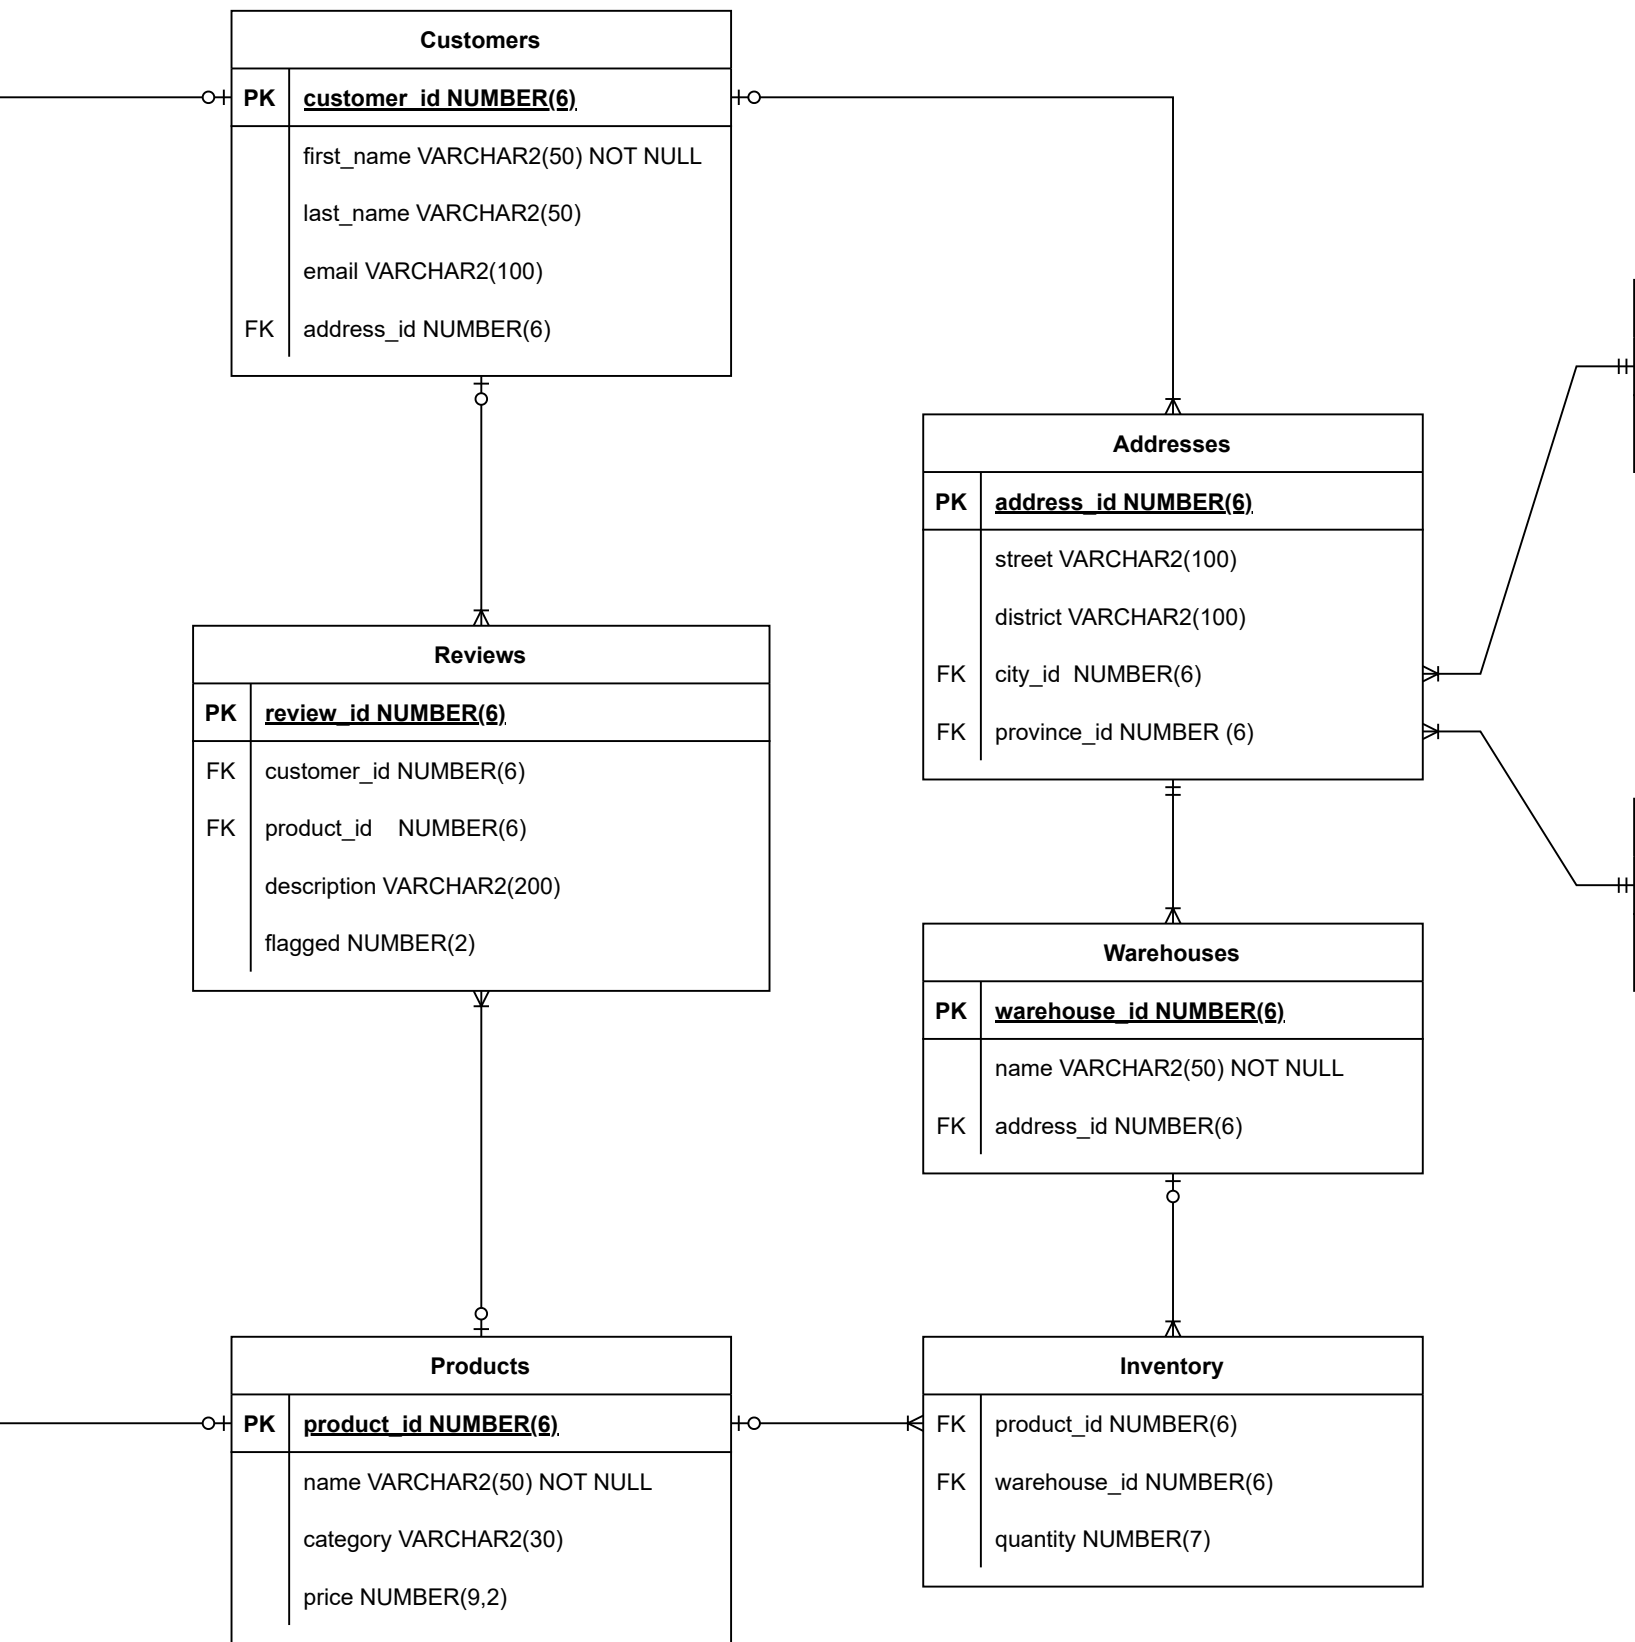 Customers
PK customer_id NUMBER(6)
first_name VARCHAR2(50) NOT NULL
last_name VARCHAR2(50)
email VARCHAR2(100)
FK address_id NUMBER(6)
Addresses
PK address_id NUMBER(6)
street VARCHAR2(100)
district VARCHAR2(100)
FK city_id NUMBER(6)
FK province_id NUMBER (6)
Reviews
PK review_id NUMBER(6)
FK customer_id NUMBER(6)
FK product_id NUMBER(6)
description VARCHAR2(200)
flagged NUMBER(2)
Warehouses
PK warehouse_id NUMBER(6)
name VARCHAR2(50) NOT NULL
FK address_id NUMBER(6)
Products
PK product_id NUMBER(6)
name VARCHAR2(50) NOT NULL
category VARCHAR2(30)
price NUMBER(9,2)
Inventory
FK product_id NUMBER(6)
FK warehouse_id NUMBER(6)
quantity NUMBER(7)